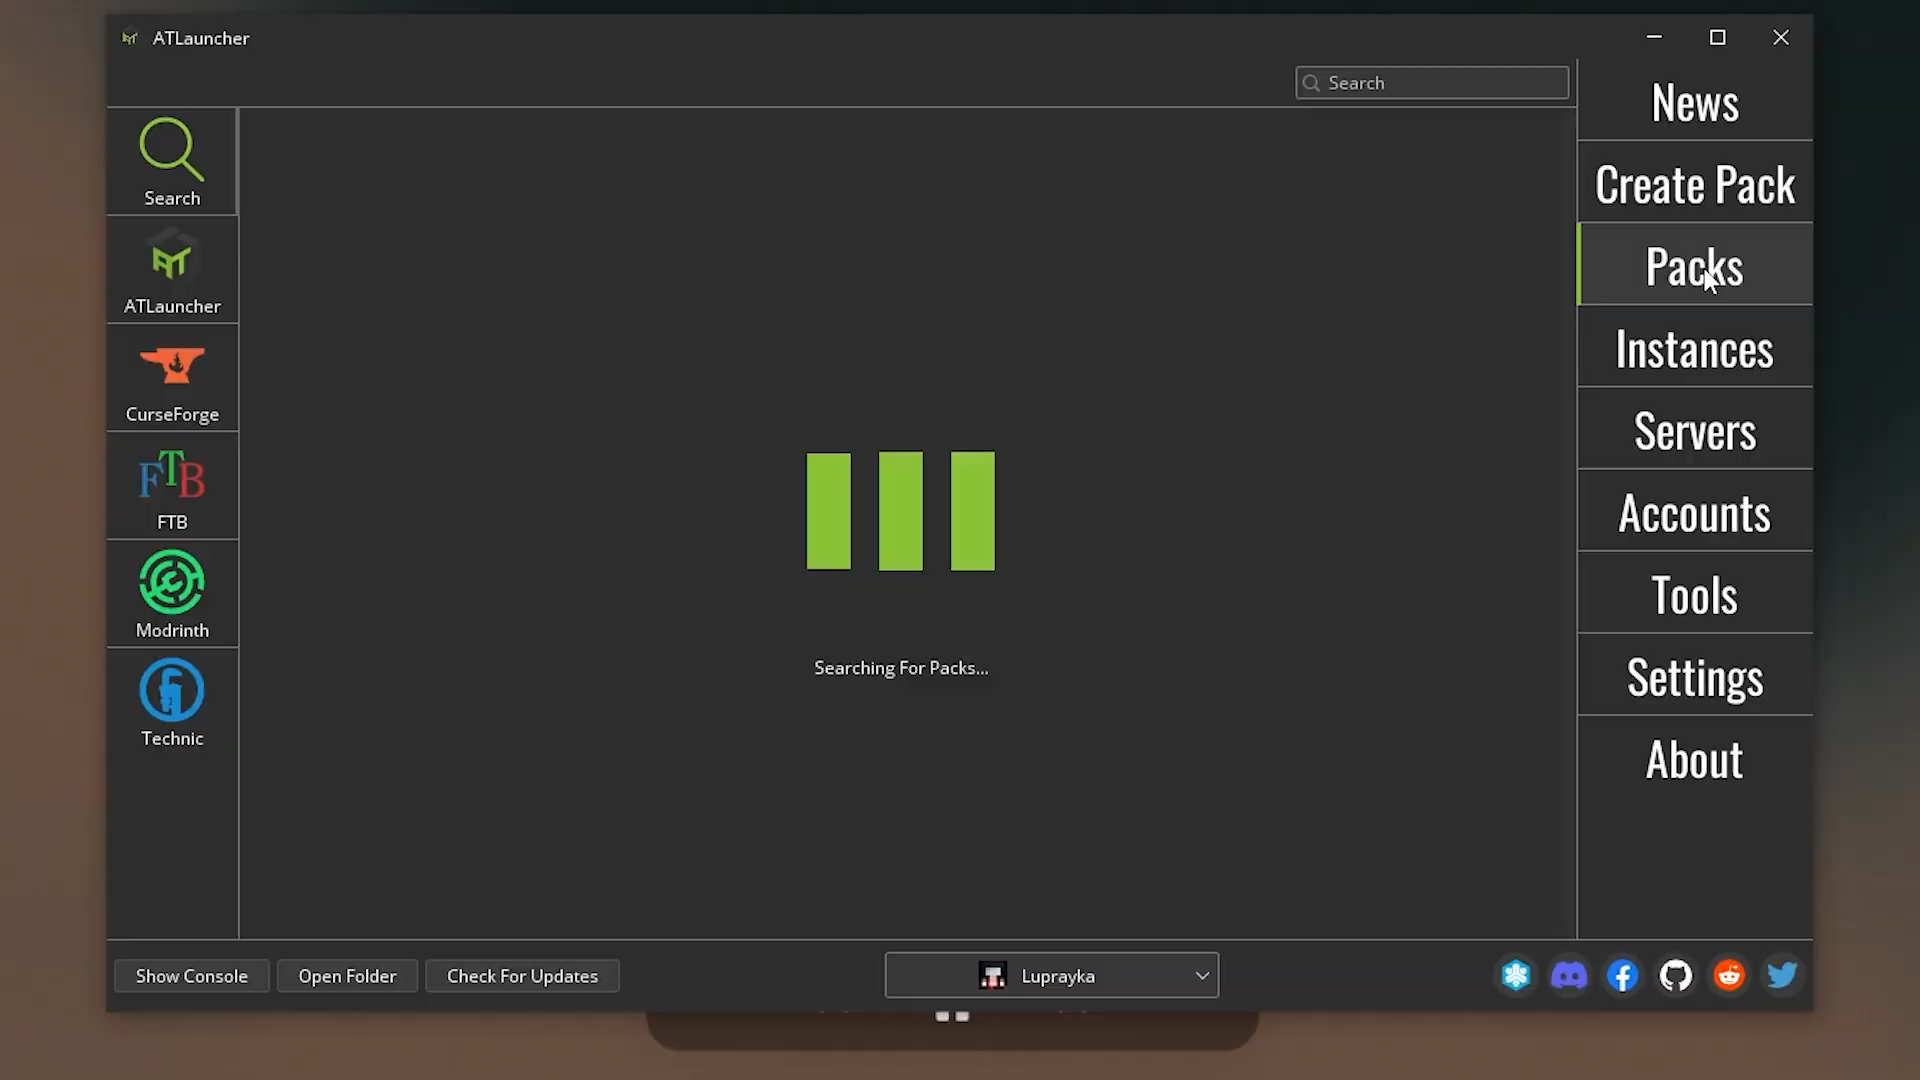 ATLauncher
Search
Search
ATLauncher
CurseForge
FTB
FTB
Modrinth
Technic
Searching For Packs...
News
Create Pack
Packs
Instances
Servers
Accounts
Tools
Settings
About
Show Console
Open Folder
Check For Updates
Luprayka